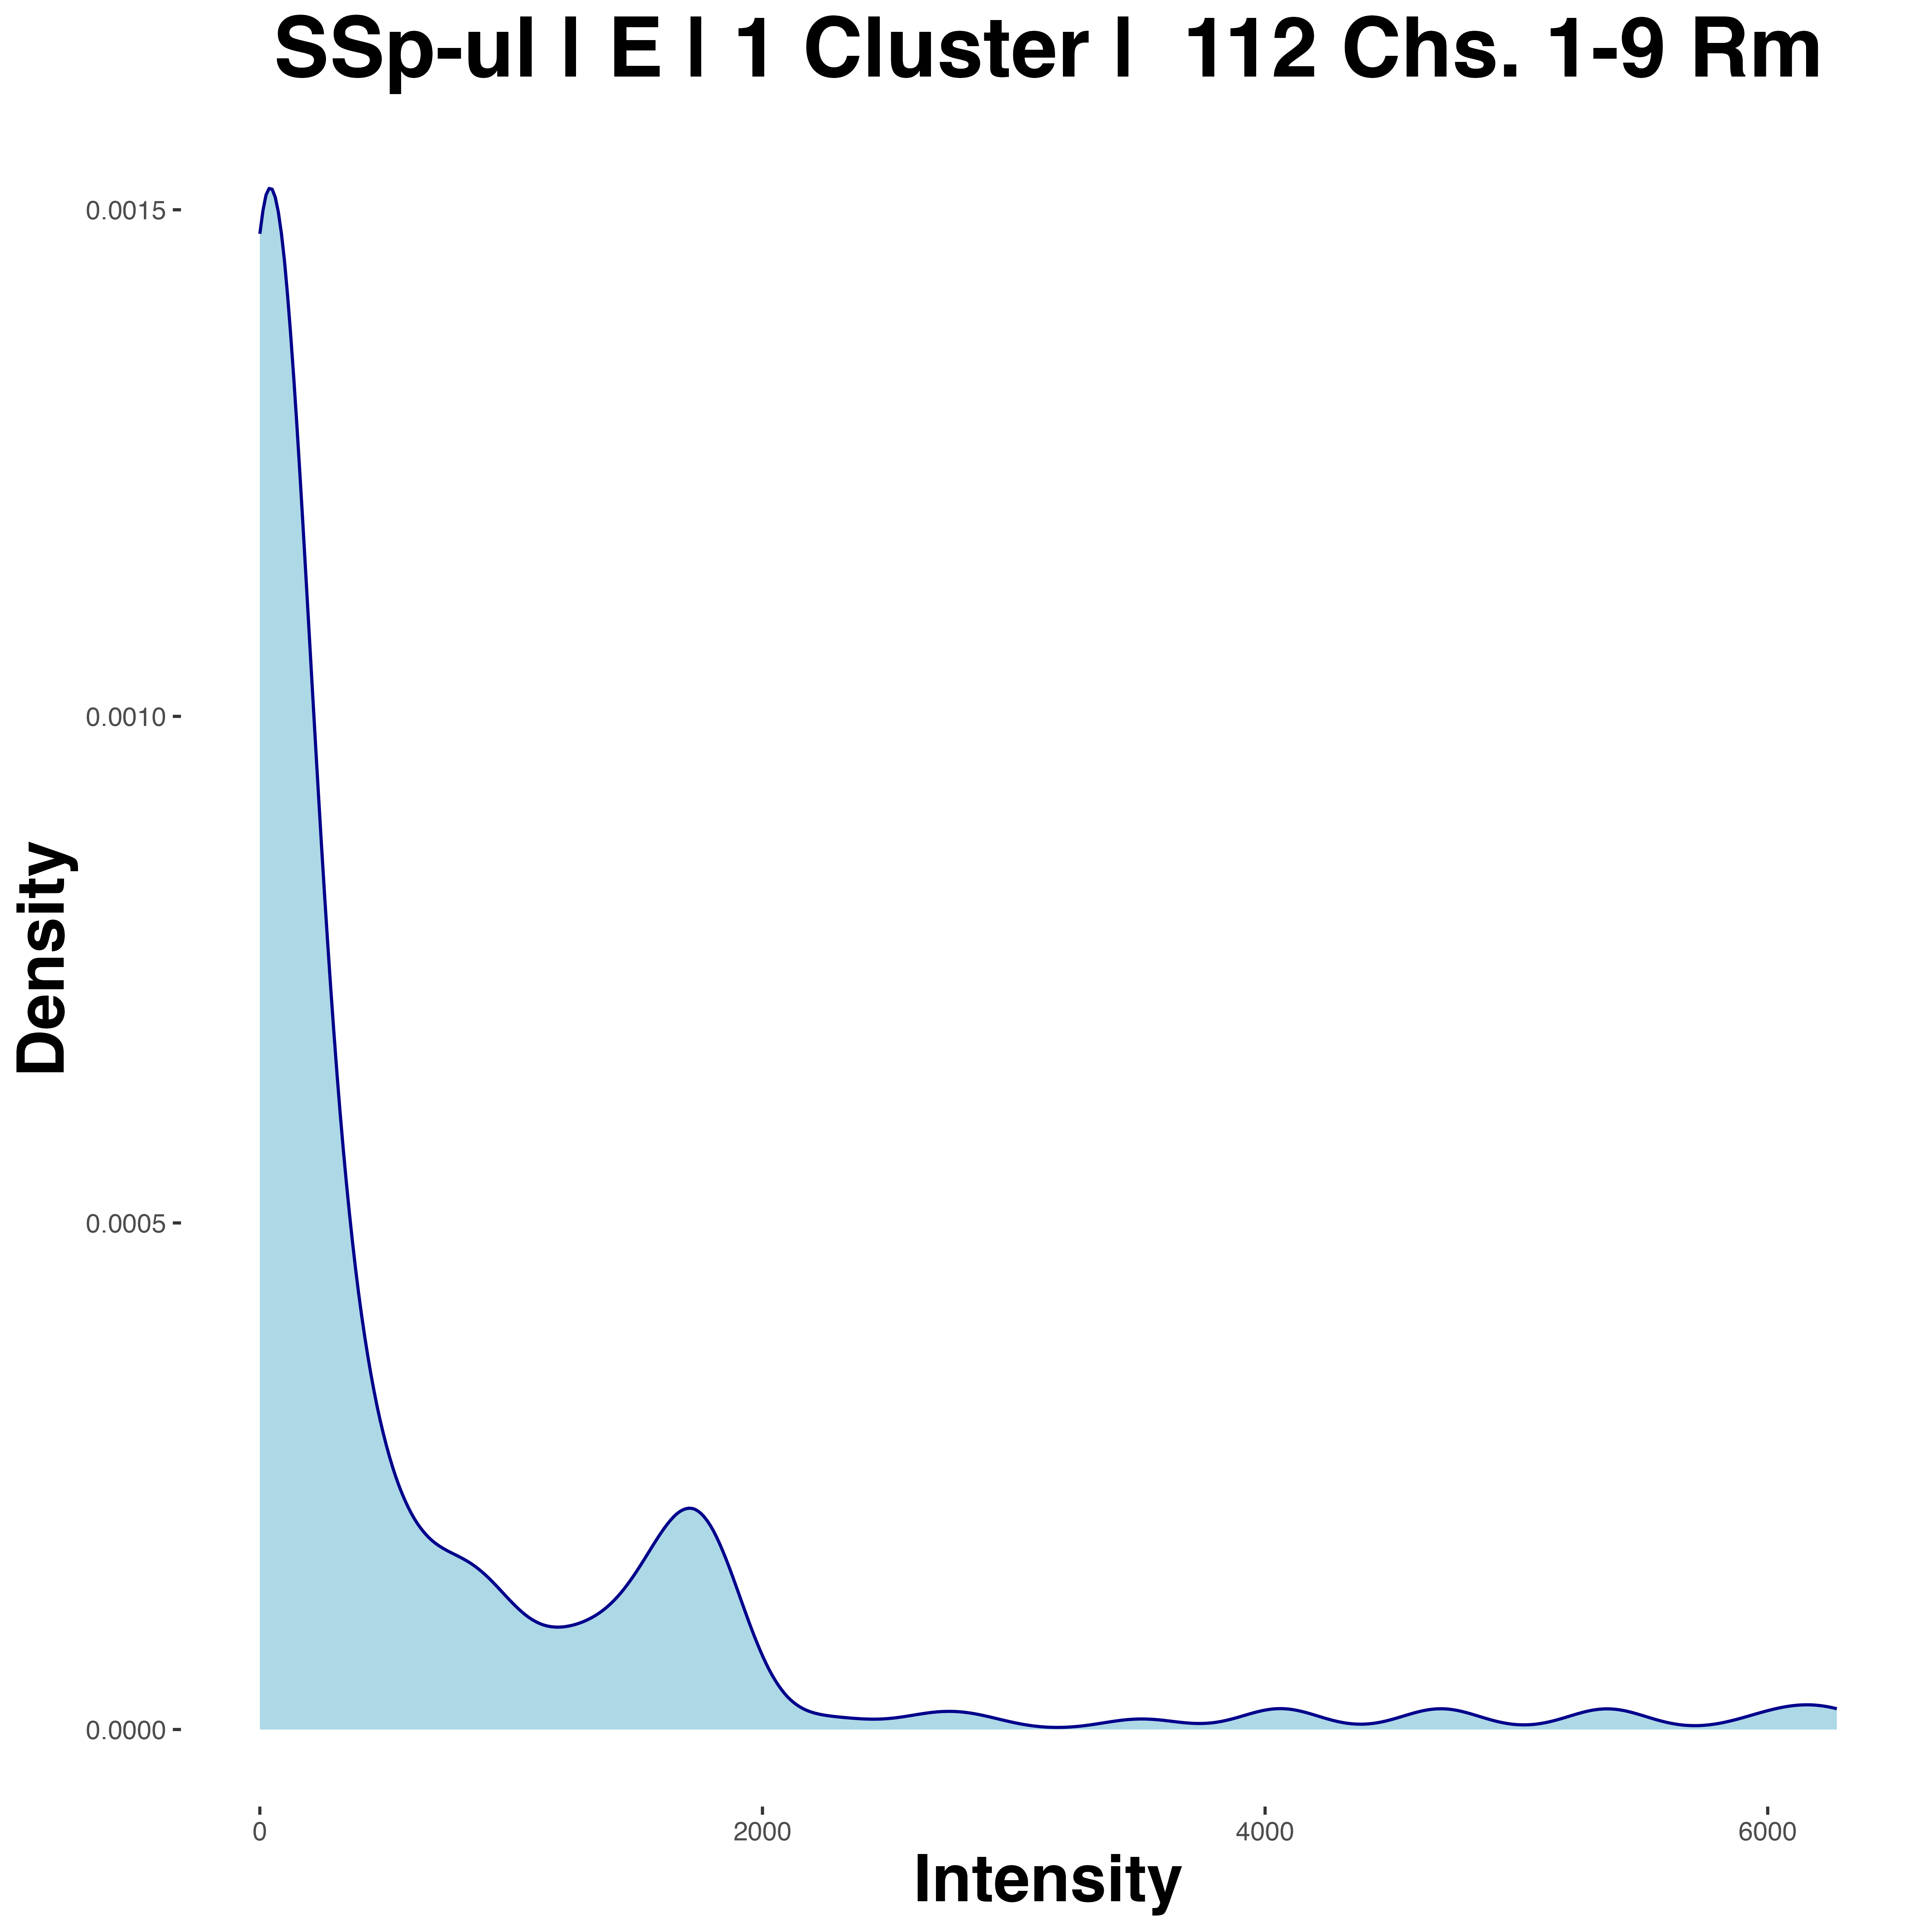 SSp-ul | E | 1 Cluster |  112 Chs. 1-9 Rm
Density
0.0015
0.0010
0.0005
0.0000
0 2000 4000 6000
Intensity